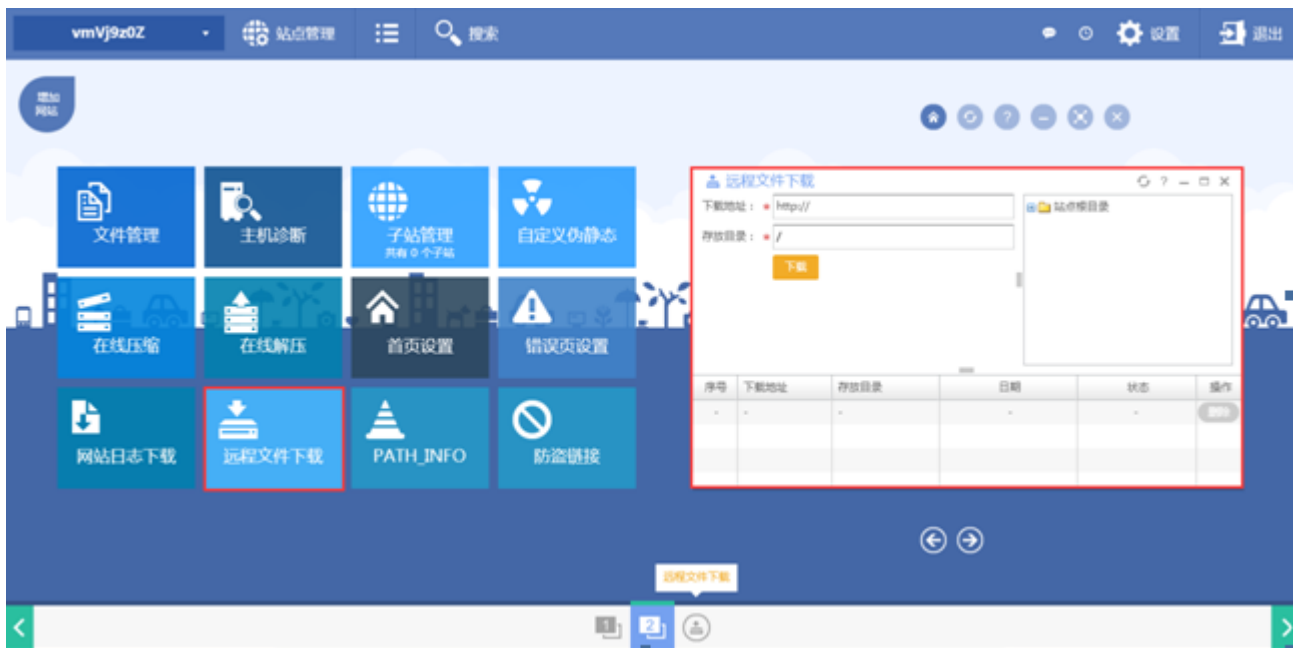 vmVj9z0Z
站点管理
搜索
设置
退出
增加
网站
文件管理
主机诊断
子站管理
共有 0 个子站
自定义伪静态
在线压缩
在线解压
首页设置
错误页设置
网站日志下载
远程文件下载
PATH_INFO
防盗链接
远程文件下载
下载地址： * http://
存放目录： * /
下载
站点根目录
序号 下载地址 存放目录 日期 状态 操作
- - - - - 删除
远程文件下载
1 2